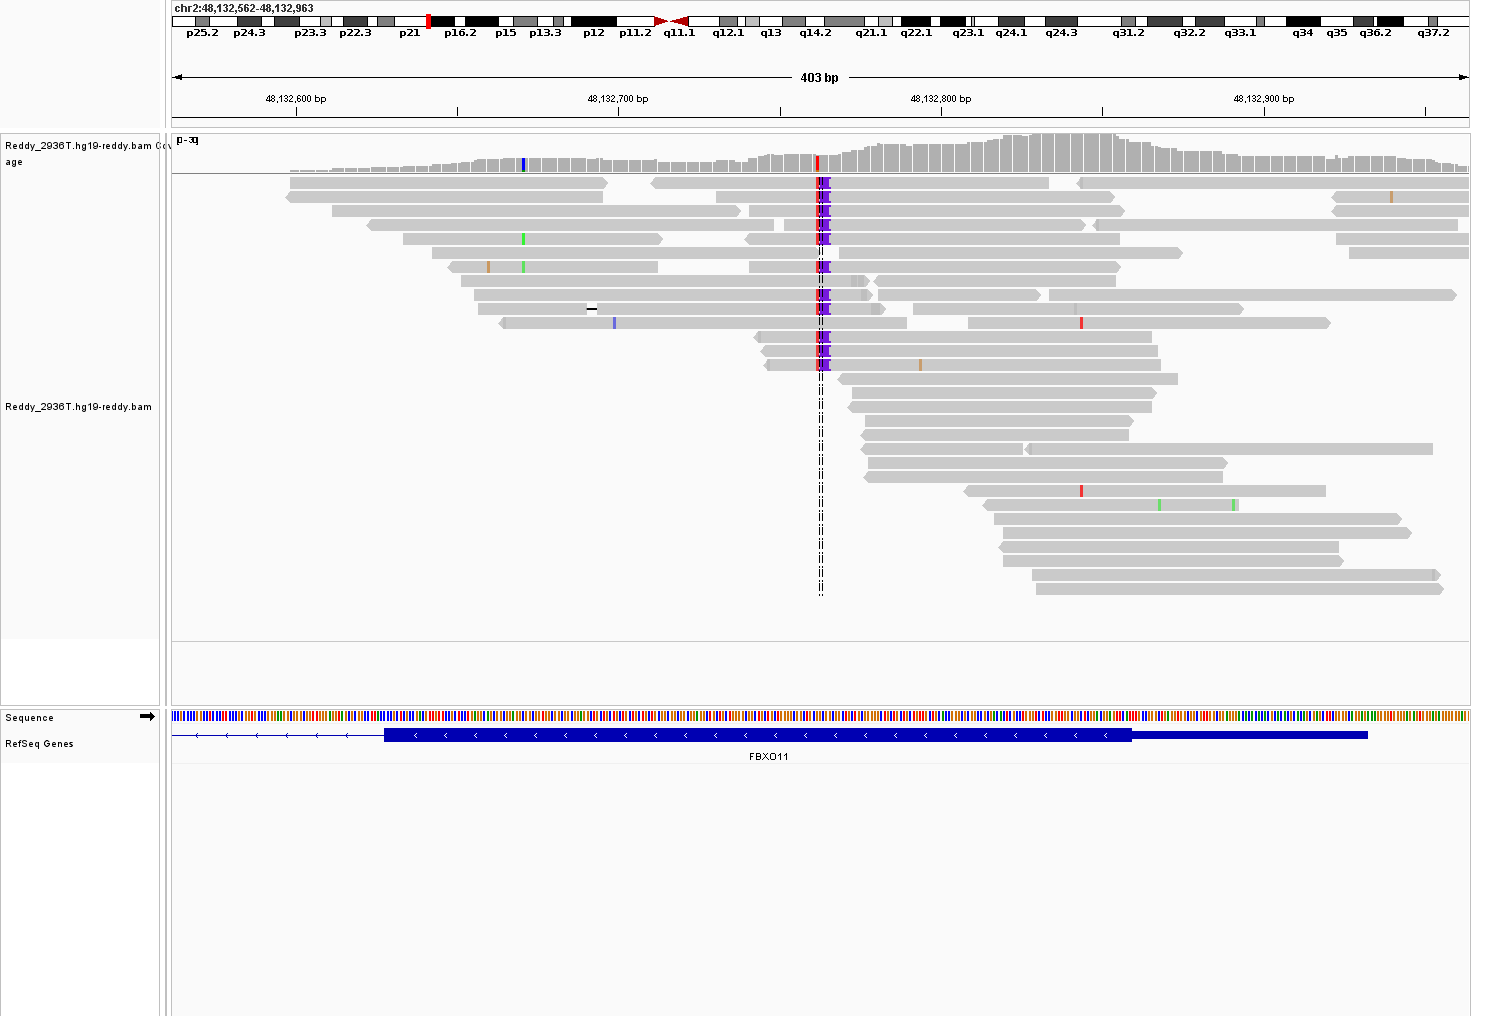 chr2:48,132,562-48,132,963
p25.2 p24.3 p23.3 p22.3 p21 p16.2 p15 p13.3 p12 p11.2 q11.1 q12.1 q13 q14.2 q21.1 q22.1 q23.1 q24.1 q24.3 q31.2 q32.2 q33.1 q34 q35 q36.2 q37.2
403 bp
48,132,600 bp 48,132,700 bp 48,132,800 bp 48,132,900 bp
Reddy_2936T.hg19-reddy.bam Cov
age
[0-30]
Reddy_2936T.hg19-reddy.bam
Sequence
RefSeq Genes
FBXO11